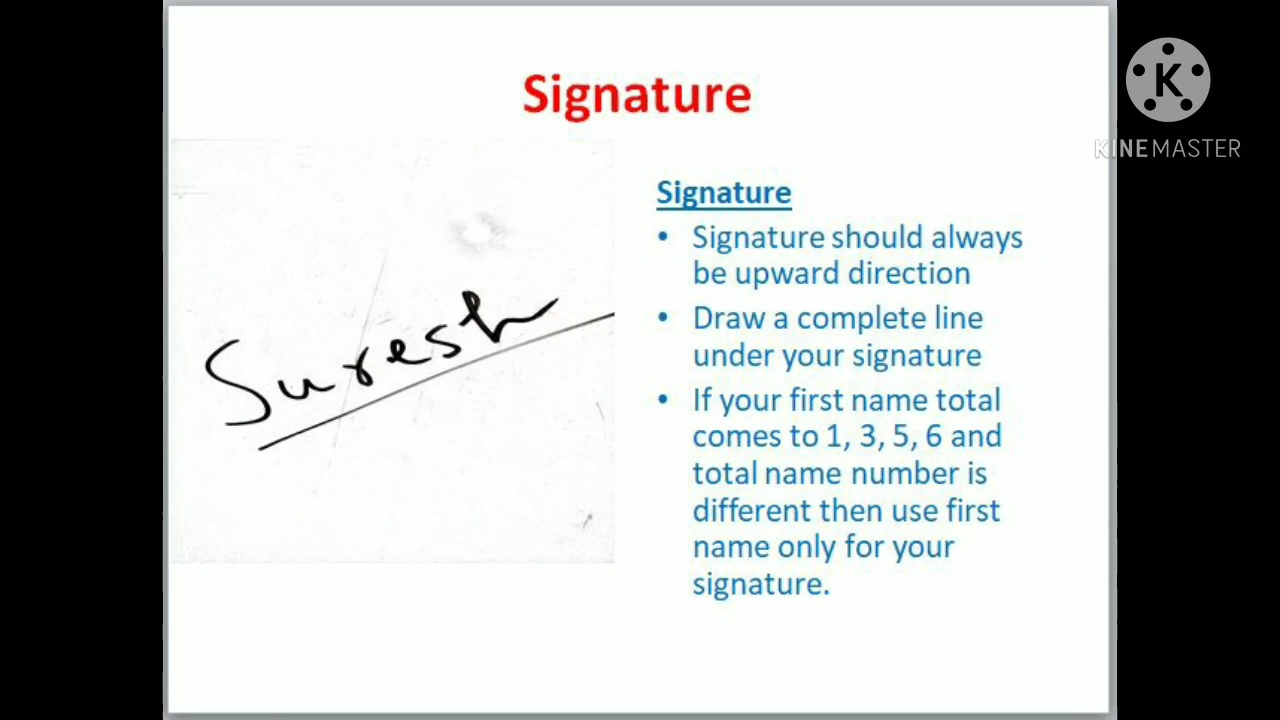 Signature
Suresh
Signature
• Signature should always
be upward direction
• Draw a complete line
under your signature
• If your first name total
comes to 1, 3, 5, 6 and
total name number is
different then use first
name only for your
signature.
K
KINEMASTER